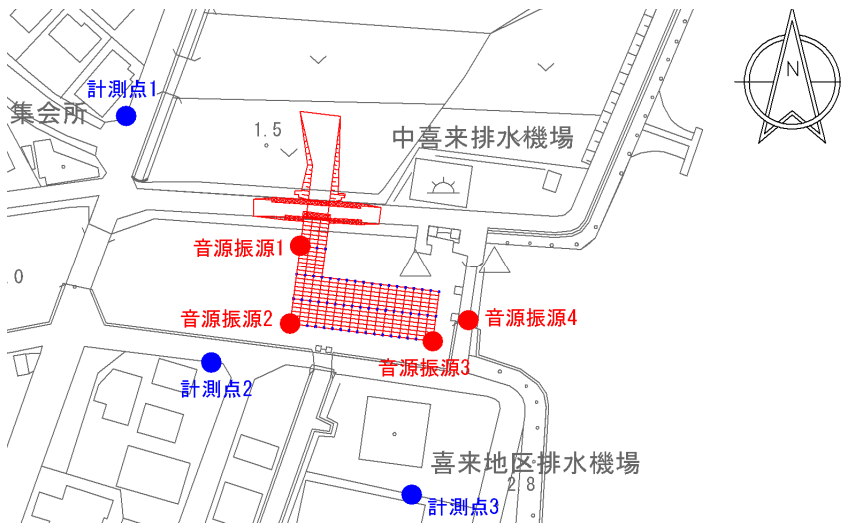 計測点1
集会所
1.5
中喜来排水機場
N
音源振源1
0
音源振源2
音源振源4
音源振源3
計測点2
喜来地区排水機場
2.8
計測点3